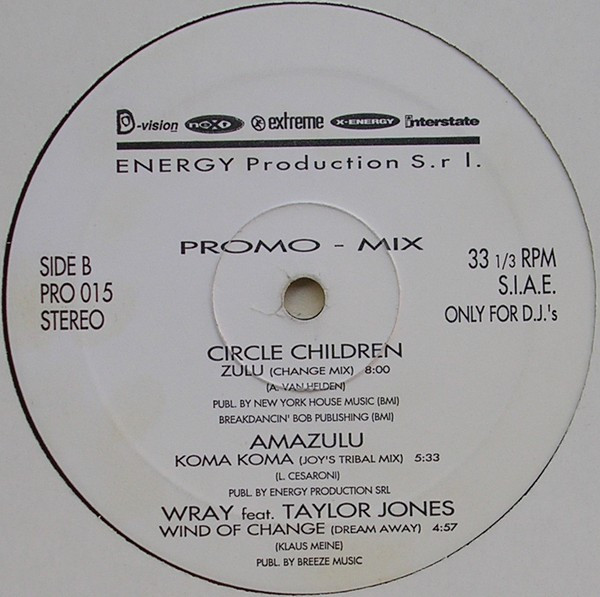 D-vision next extreme X-ENERGY interstate
ENERGY Production S.r l.
PROMO - MIX
SIDE B
PRO 015
STEREO
33 1/3 RPM
S.I.A.E.
ONLY FOR D.J.'s
CIRCLE CHILDREN
ZULU (CHANGE MIX) 8:00
(A. VAN HELDEN)
PUBL. BY NEW YORK HOUSE MUSIC (BMI)
BREAKDANCIN' BOB PUBLISHING (BMI)
AMAZULU
KOMA KOMA (JOY'S TRIBAL MIX) 5:33
(L. CESARONI)
PUBL. BY ENERGY PRODUCTION SRL
WRAY feat. TAYLOR JONES
WIND OF CHANGE (DREAM AWAY) 4:57
(KLAUS MEINE)
PUBL. BY BREEZE MUSIC